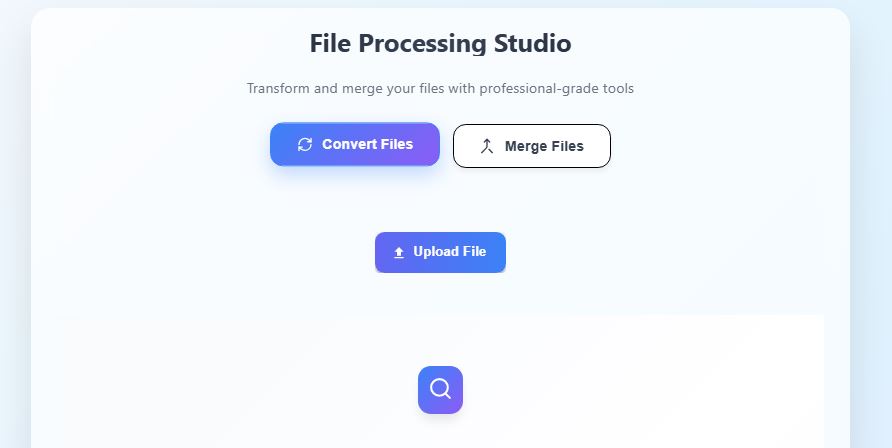 File Processing Studio
Transform and merge your files with professional-grade tools
Convert Files
Merge Files
Upload File